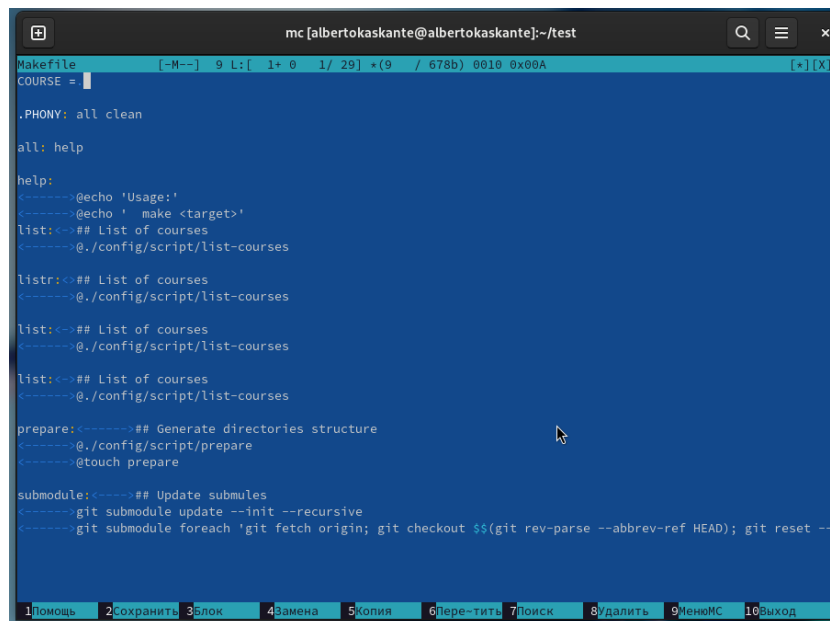 mc [albertokaskante@albertokaskante]:~/test
Makefile [-M--] 9 L:[ 1+ 0 1/ 29] *(9 / 678b) 0010 0x00A [*][X]
COURSE =
.PHONY: all clean
all: help
help:
<------>@echo 'Usage:'
<------>@echo '  make <target>'
list:<->## List of courses
<------>@./config/script/list-courses
listr:<>## List of courses
<------>@./config/script/list-courses
list:<->## List of courses
<------>@./config/script/list-courses
list:<->## List of courses
<------>@./config/script/list-courses
prepare:<------>## Generate directories structure
<------>@./config/script/prepare
<------>@touch prepare
submodule:<---->## Update submules
<------>git submodule update --init --recursive
<------>git submodule foreach 'git fetch origin; git checkout $$(git rev-parse --abbrev-ref HEAD); git reset --
1Помощь 2Сохранить 3Блок 4Замена 5Копия 6Пере~тить 7Поиск 8Удалить 9МенюMC 10Выход